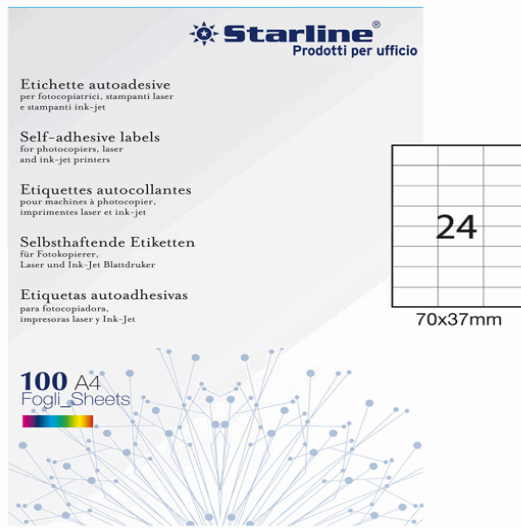 Starline®
Prodotti per ufficio
Etichette autoadesive
per fotocopiatrici, stampanti laser
e stampanti ink-jet
Self-adhesive labels
for photocopiers, laser
and ink-jet printers
Etiquettes autocollantes
pour machines à photocopier,
imprimentes laser et ink-jet
Selbsthaftende Etiketten
für Fotokopierer,
Laser und Ink-Jet Blattdruker
Etiquetas autoadhesivas
para fotocopiadora,
impresoras laser y Ink-Jet
24
70x37mm
100 A4
Fogli_Sheets